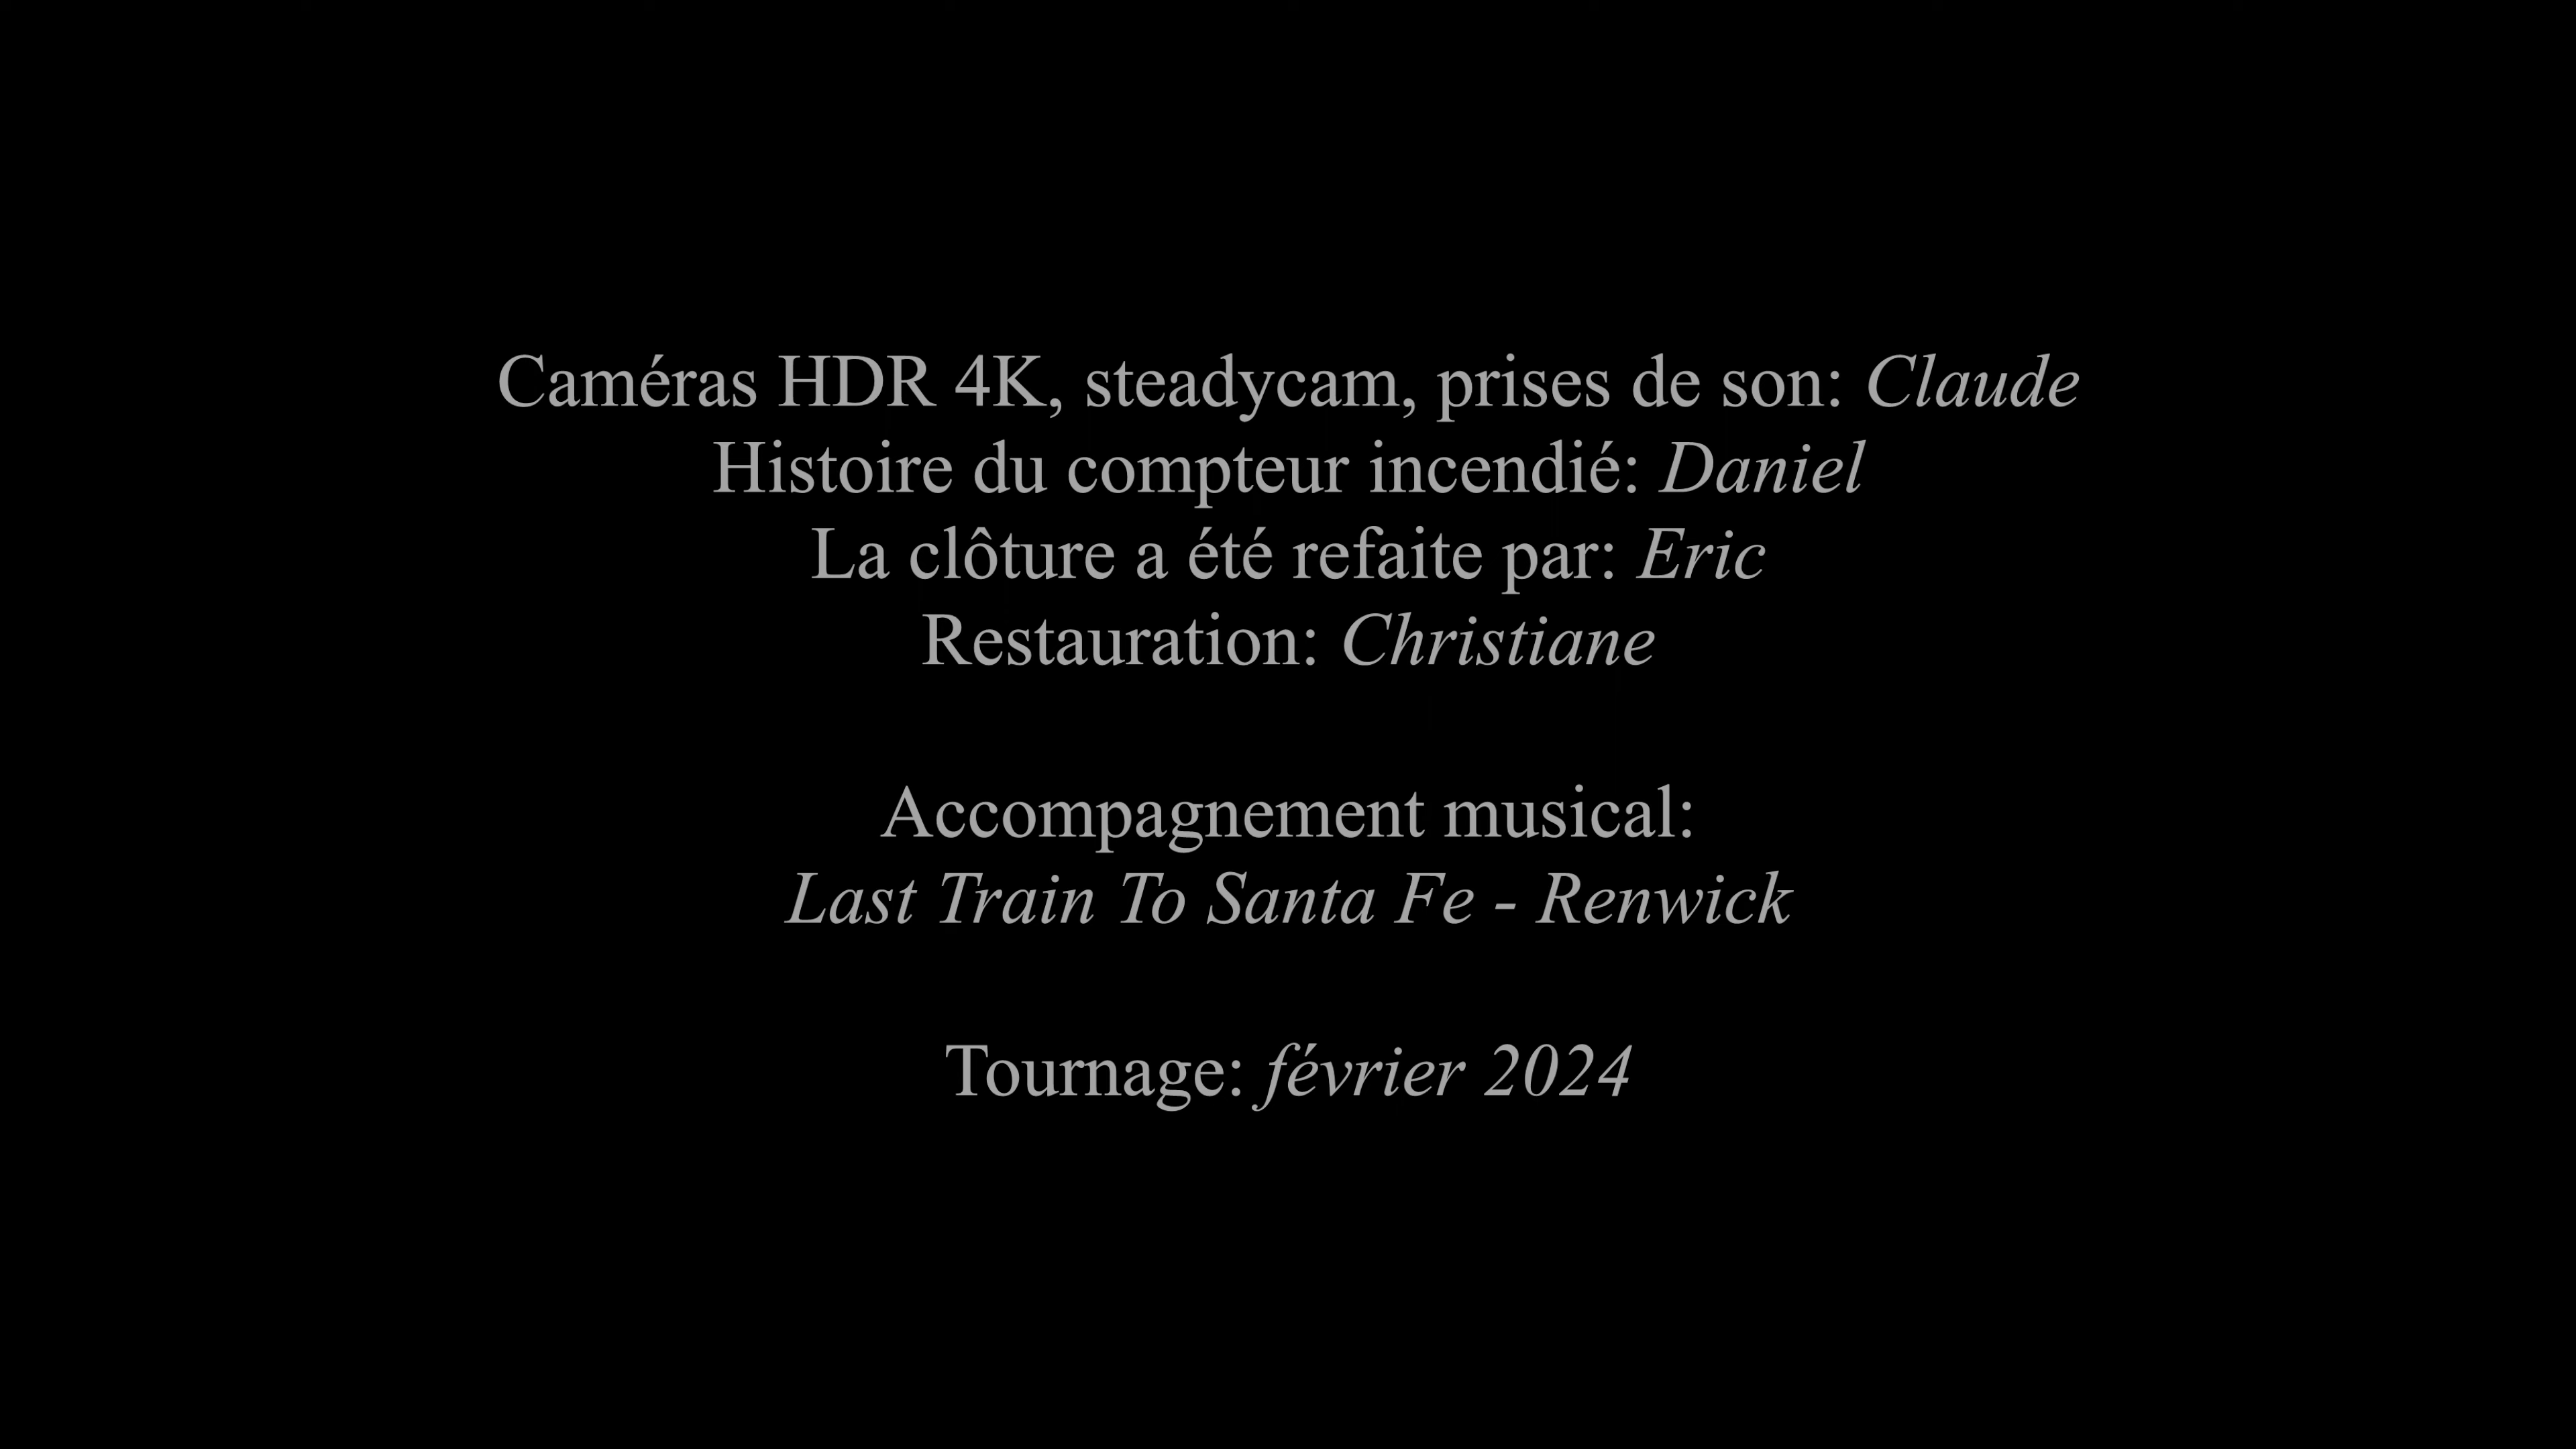 Caméras HDR 4K, steadycam, prises de son: Claude
Histoire du compteur incendié: Daniel
La clôture a été refaite par: Eric
Restauration: Christiane
Accompagnement musical:
Last Train To Santa Fe - Renwick
Tournage: février 2024